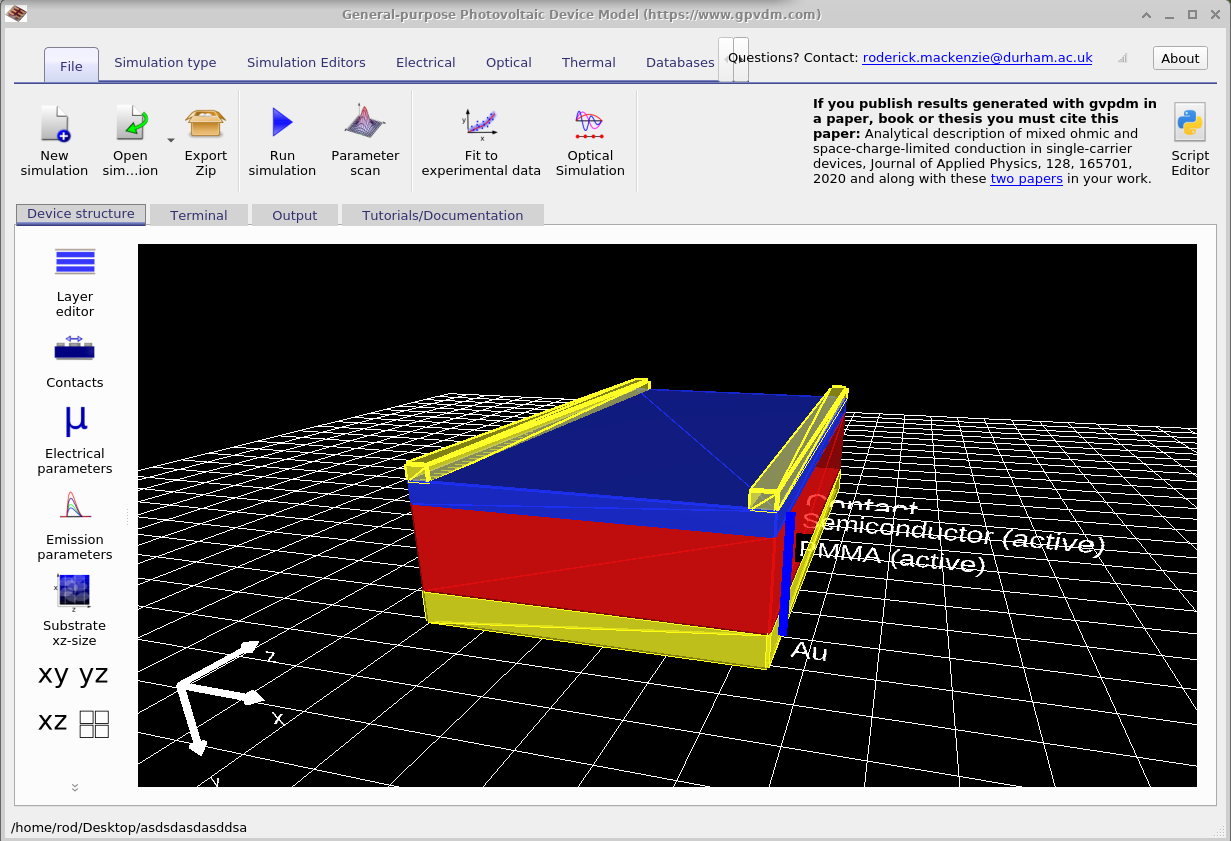 General-purpose Photovoltaic Device Model (https://www.gpvdm.com)
File
Simulation type
Simulation Editors
Electrical
Optical
Thermal
Databases
Questions? Contact: roderick.mackenzie@durham.ac.uk
About
New
simulation
Open
sim...ion
Export
Zip
Run
simulation
Parameter
scan
Fit to
experimental data
Optical
Simulation
If you publish results generated with gvpdm in
a paper, book or thesis you must cite this
paper: Analytical description of mixed ohmic and
space-charge-limited conduction in single-carrier
devices, Journal of Applied Physics, 128, 165701,
2020 and along with these two papers in your work.
Script
Editor
Device structure
Terminal
Output
Tutorials/Documentation
Layer
editor
Contacts
μ
Electrical
parameters
Emission
parameters
x
z
Substrate
xz-size
xy yz
xz
Contact
Semiconductor (active)
PMMA (active)
Au
z
x
y
/home/rod/Desktop/asdsdasdasddsa